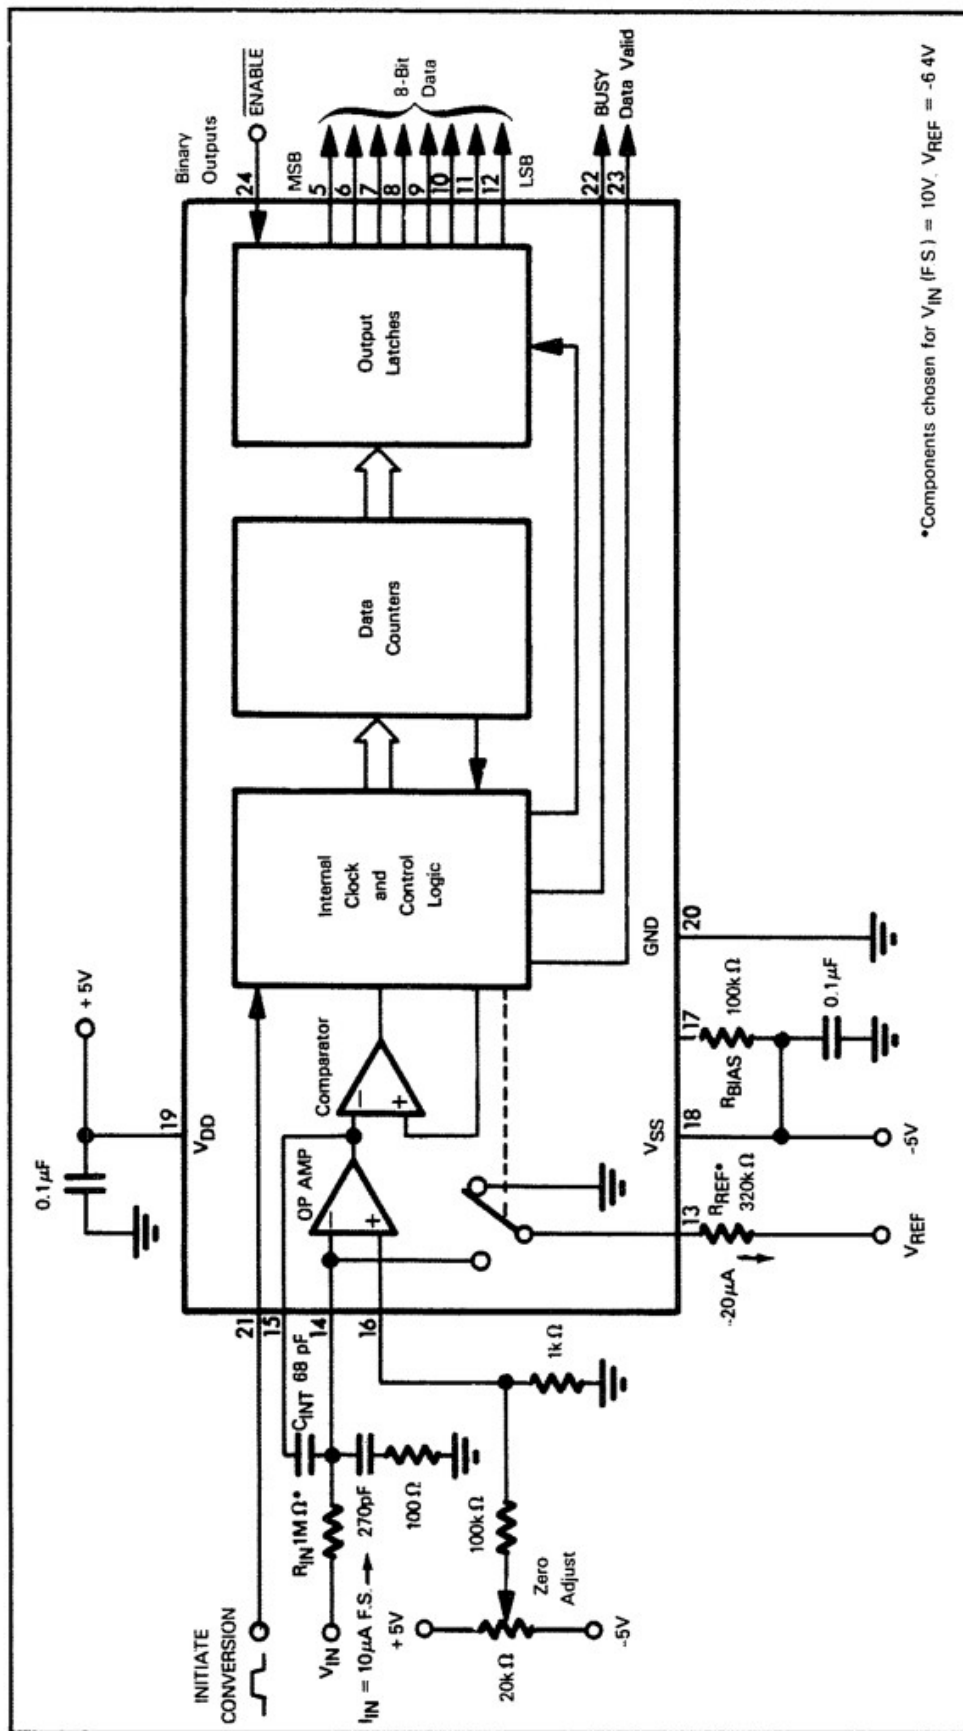 INITIATE
CONVERSION
21
15
VIN
IIN = 10μA F.S.
RIN 1M Ω*
CINT 68 pF
14
270pF
100Ω
16
+5V
20kΩ
-5V
Zero
Adjust
100kΩ
1kΩ
0.1μF
+5V
19
VDD
OP AMP
−
+
Comparator
−
+
Internal
Clock
and
Control
Logic
Data
Counters
Output
Latches
Binary
Outputs
24
ENABLE
MSB
5
6
7
8
9
10
11
12
LSB
8-Bit
Data
22
BUSY
23
Data Valid
13
RREF*
320kΩ
-20μA
VREF
VSS
18
-5V
17
RBIAS
100kΩ
0.1μF
GND
20
*Components chosen for VIN (F S) = 10V, VREF = -6 4V